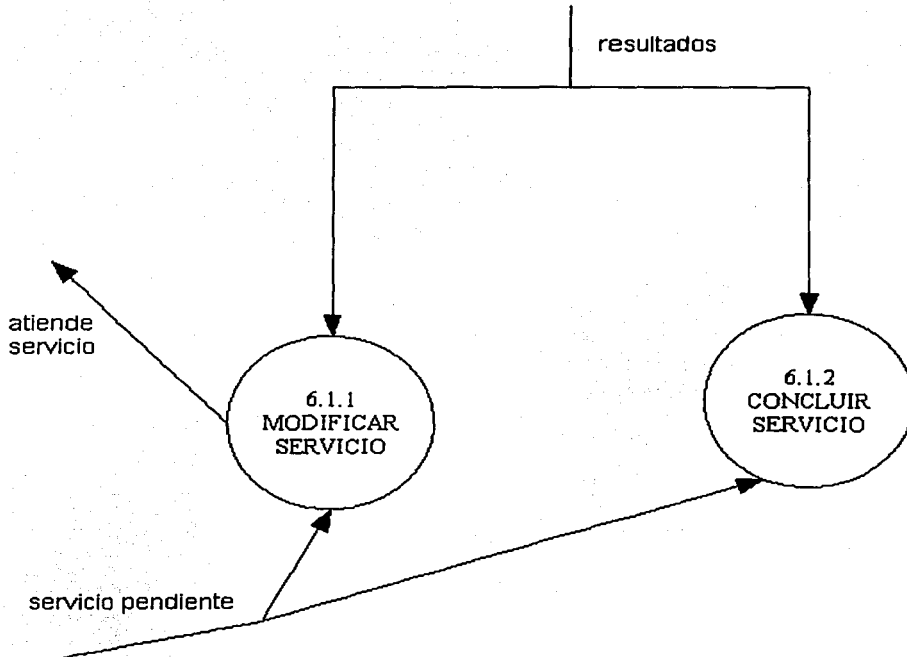 resultados
atiende
servicio
6.1.1
MODIFICAR
SERVICIO
6.1.2
CONCLUIR
SERVICIO
servicio pendiente